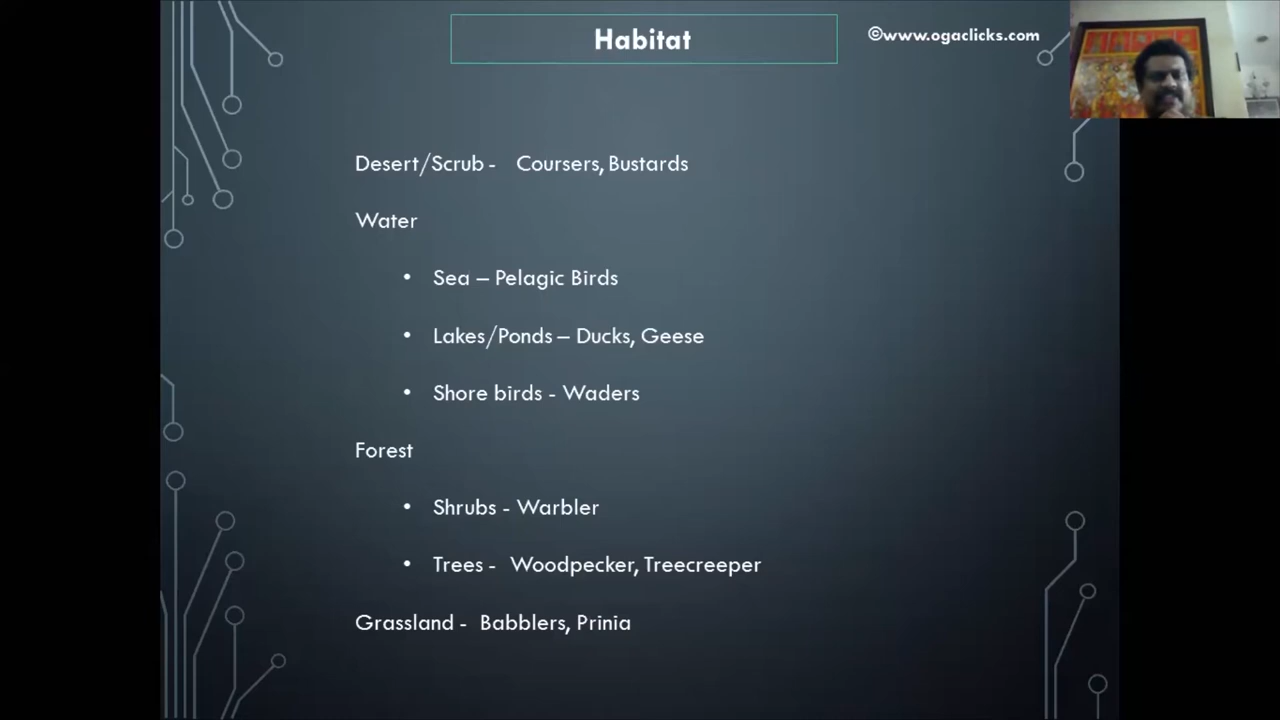 Habitat
©www.ogaclicks.com
Desert/Scrub - Coursers, Bustards
Water
• Sea – Pelagic Birds
• Lakes/Ponds – Ducks, Geese
• Shore birds - Waders
Forest
• Shrubs - Warbler
• Trees - Woodpecker, Treecreeper
Grassland - Babblers, Prinia